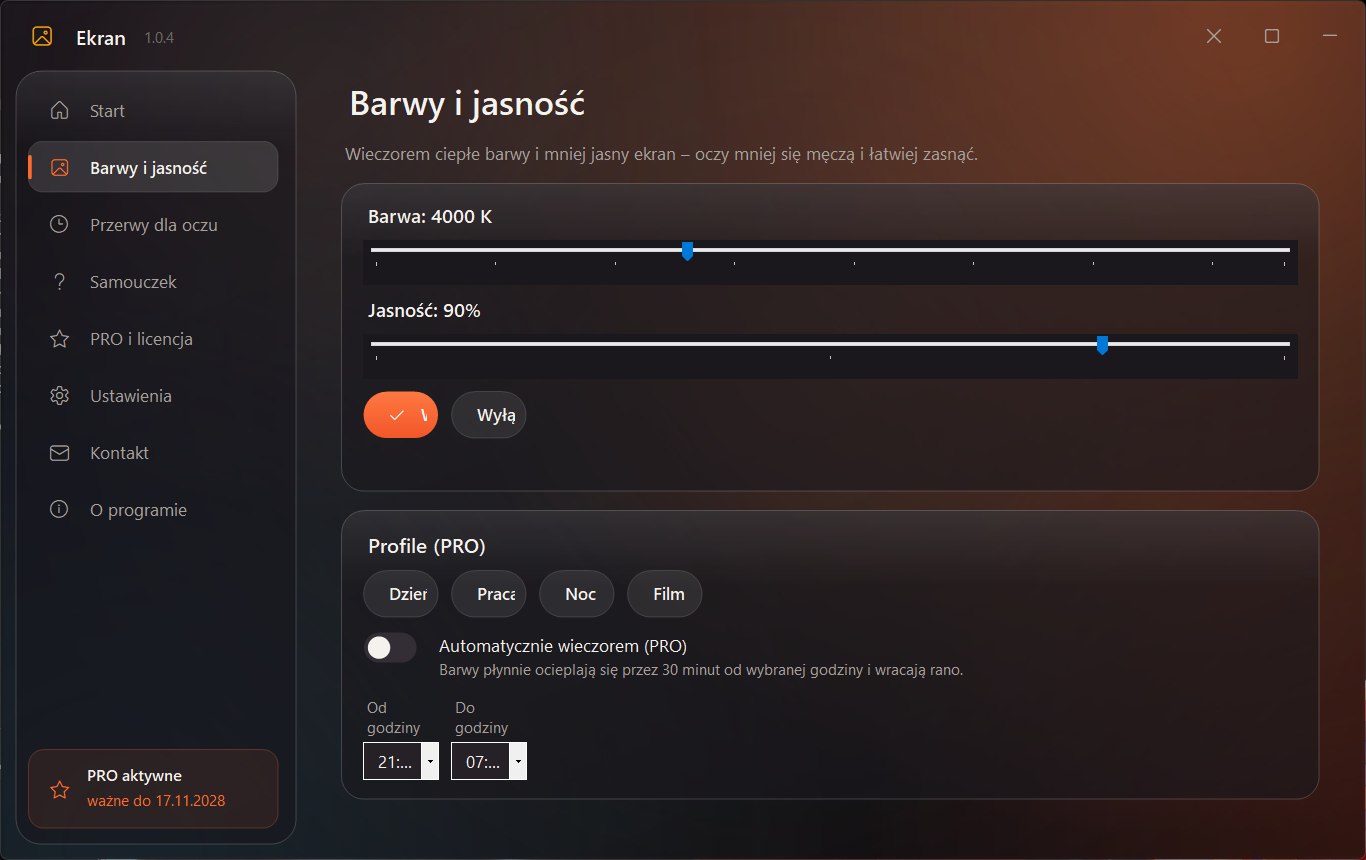 Ekran 1.0.4
Start
Barwy i jasność
Przerwy dla oczu
Samouczek
PRO i licencja
Ustawienia
Kontakt
O programie
PRO aktywne
ważne do 17.11.2028
Barwy i jasność
Wieczorem ciepłe barwy i mniej jasny ekran – oczy mniej się męczą i łatwiej zasnąć.
Barwa: 4000 K
Jasność: 90%
Wyłą
Profile (PRO)
Dzień Praca Noc Film
Automatycznie wieczorem (PRO)
Barwy płynnie ocieplają się przez 30 minut od wybranej godziny i wracają rano.
Od godziny
Do godziny
21:... 07:...